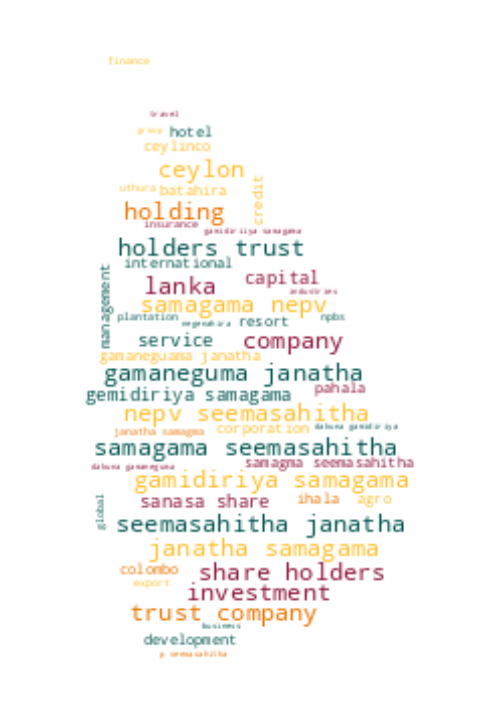 finance
travel
group hotel
ceylinco
ceylon
uthura batahira
credit
holding
insurance
gamidiriya samagama
holders trust
international
management
lanka capital
industries
samagama nepv
plantation npbs
negenahira resort
service company
gamaneguama janatha
gamaneguma janatha
gemidiriya samagama pahala
nepv seemasahitha
janatha samagma corporation dakuna gamidiriya
samagama seemasahitha
dakuna gamaneguma samagma seemasahitha
gamidiriya samagama
sanasa share ihala agro
global
seemasahitha janatha
janatha samagama
colombo share holders
export
investment
trust company
business
development
p seemasahitha